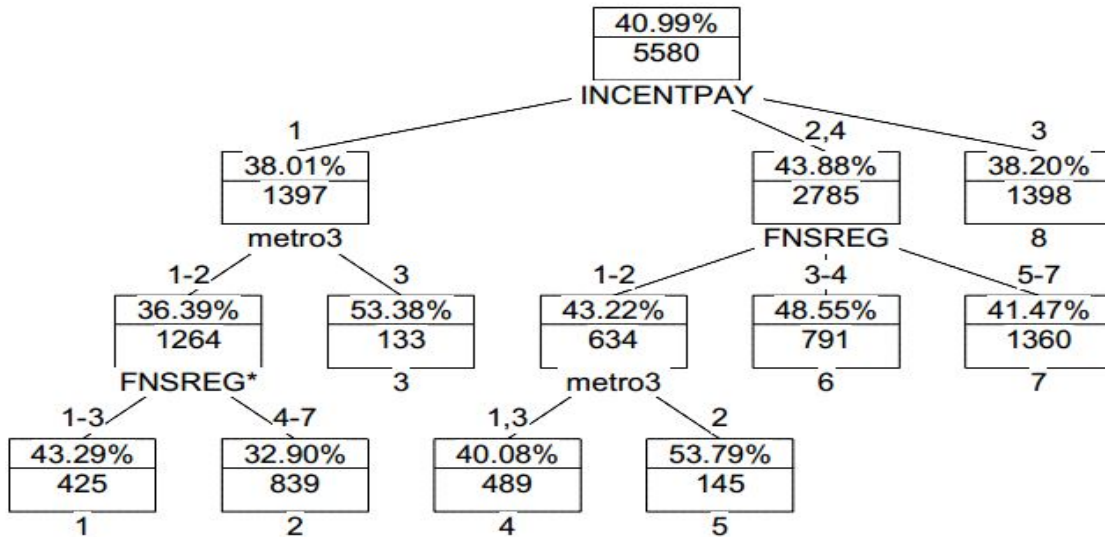 40.99%
5580
INCENTPAY
1 2,4 3
38.01% 43.88% 38.20%
1397 2785 1398
metro3 FNSREG 8
1-2 3 1-2 3-4 5-7
36.39% 53.38% 43.22% 48.55% 41.47%
1264 133 634 791 1360
FNSREG* 3 metro3 6 7
1-3 4-7 1,3 2
43.29% 32.90% 40.08% 53.79%
425 839 489 145
1 2 4 5